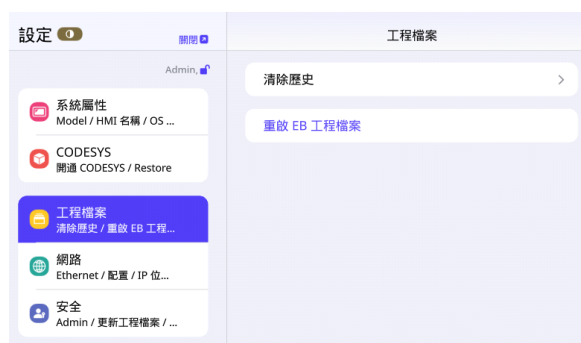 設定
關閉
Admin,
系統屬性
Model / HMI 名稱 / OS ...
CODESYS
開通 CODESYS / Restore
工程檔案
清除歷史 / 重啟 EB 工程...
網路
Ethernet / 配置 / IP 位...
安全
Admin / 更新工程檔案 / ...
工程檔案
清除歷史
重啟 EB 工程檔案